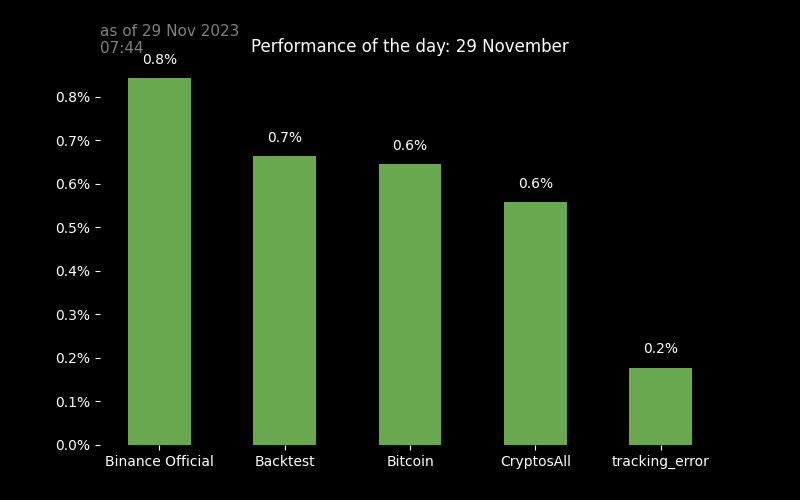 as of 29 Nov 2023
07:44
Performance of the day: 29 November
0.8%
0.7%
0.6%
0.6%
0.2%
0.8%
0.7%
0.6%
0.5%
0.4%
0.3%
0.2%
0.1%
0.0%
Binance Official
Backtest
Bitcoin
CryptosAll
tracking_error